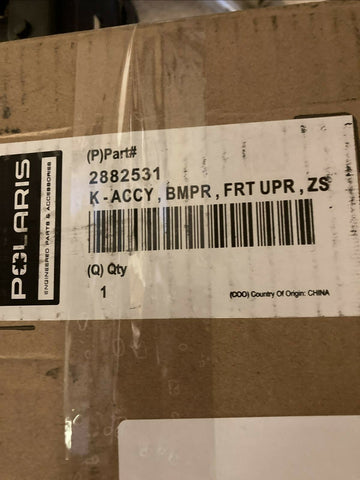 POLARIS
ENGINEERED PARTS & ACCESSORIES
(P)Part#
2882531
K - ACCY , BMPR , FRT UPR , ZS
(Q) Qty
1
(COO) Country Of Origin: CHINA